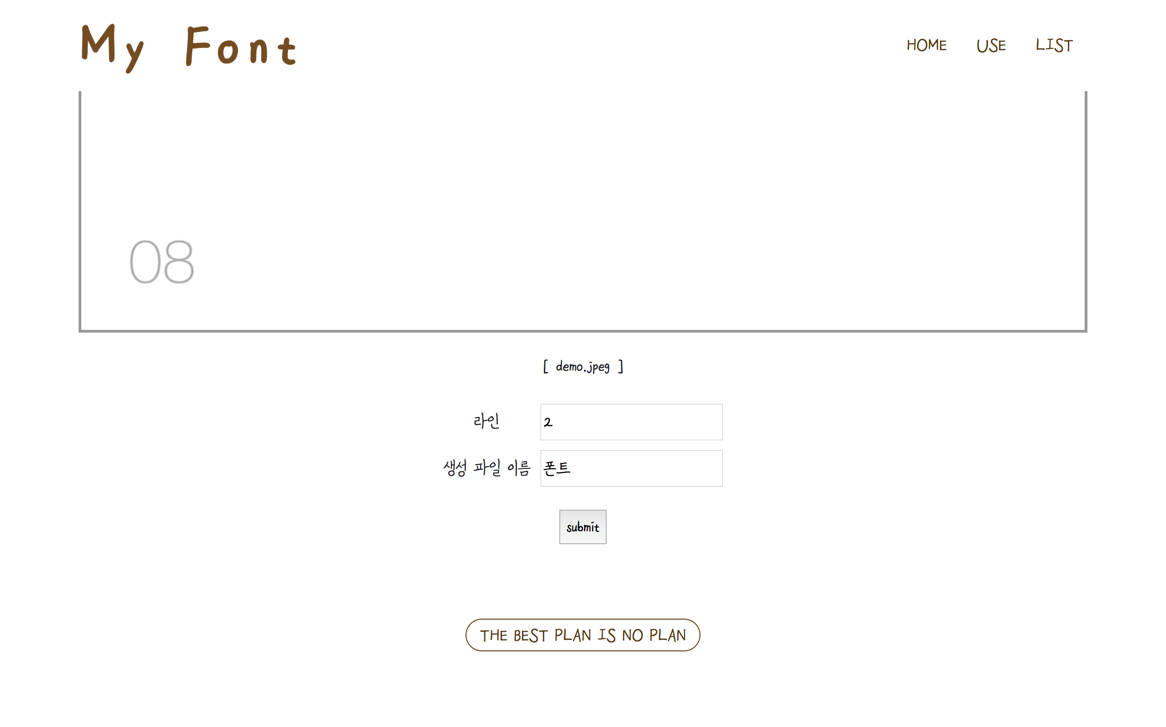 My Font
HOME USE LIST
08
[ demo.jpeg ]
라인 2
생성 파일 이름 폰트
submit
THE BEST PLAN IS NO PLAN